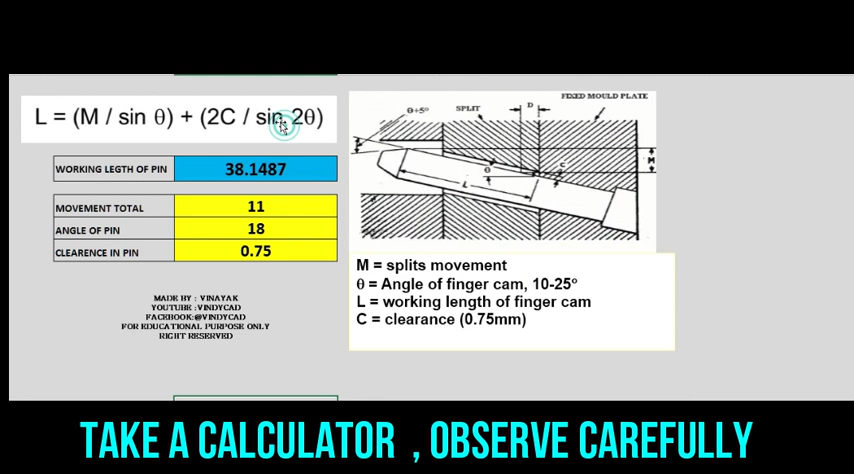 L = (M / sin θ) + (2C / sin 2θ)
WORKING LEGTH OF PIN 38.1487
MOVEMENT TOTAL 11
ANGLE OF PIN 18
CLEARENCE IN PIN 0.75
MADE BY : VINAYAK
YOUTUBE :VINDYCAD
FACEBOOK:@VINDYCAD
FOR EDUCATIONAL PURPOSE ONLY
RIGHT RESERVED
FIXED MOULD PLATE
θ+5° SPLIT D
M
θ C
L
M = splits movement
θ = Angle of finger cam, 10-25°
L = working length of finger cam
C = clearance (0.75mm)
TAKE A CALCULATOR , OBSERVE CAREFULLY